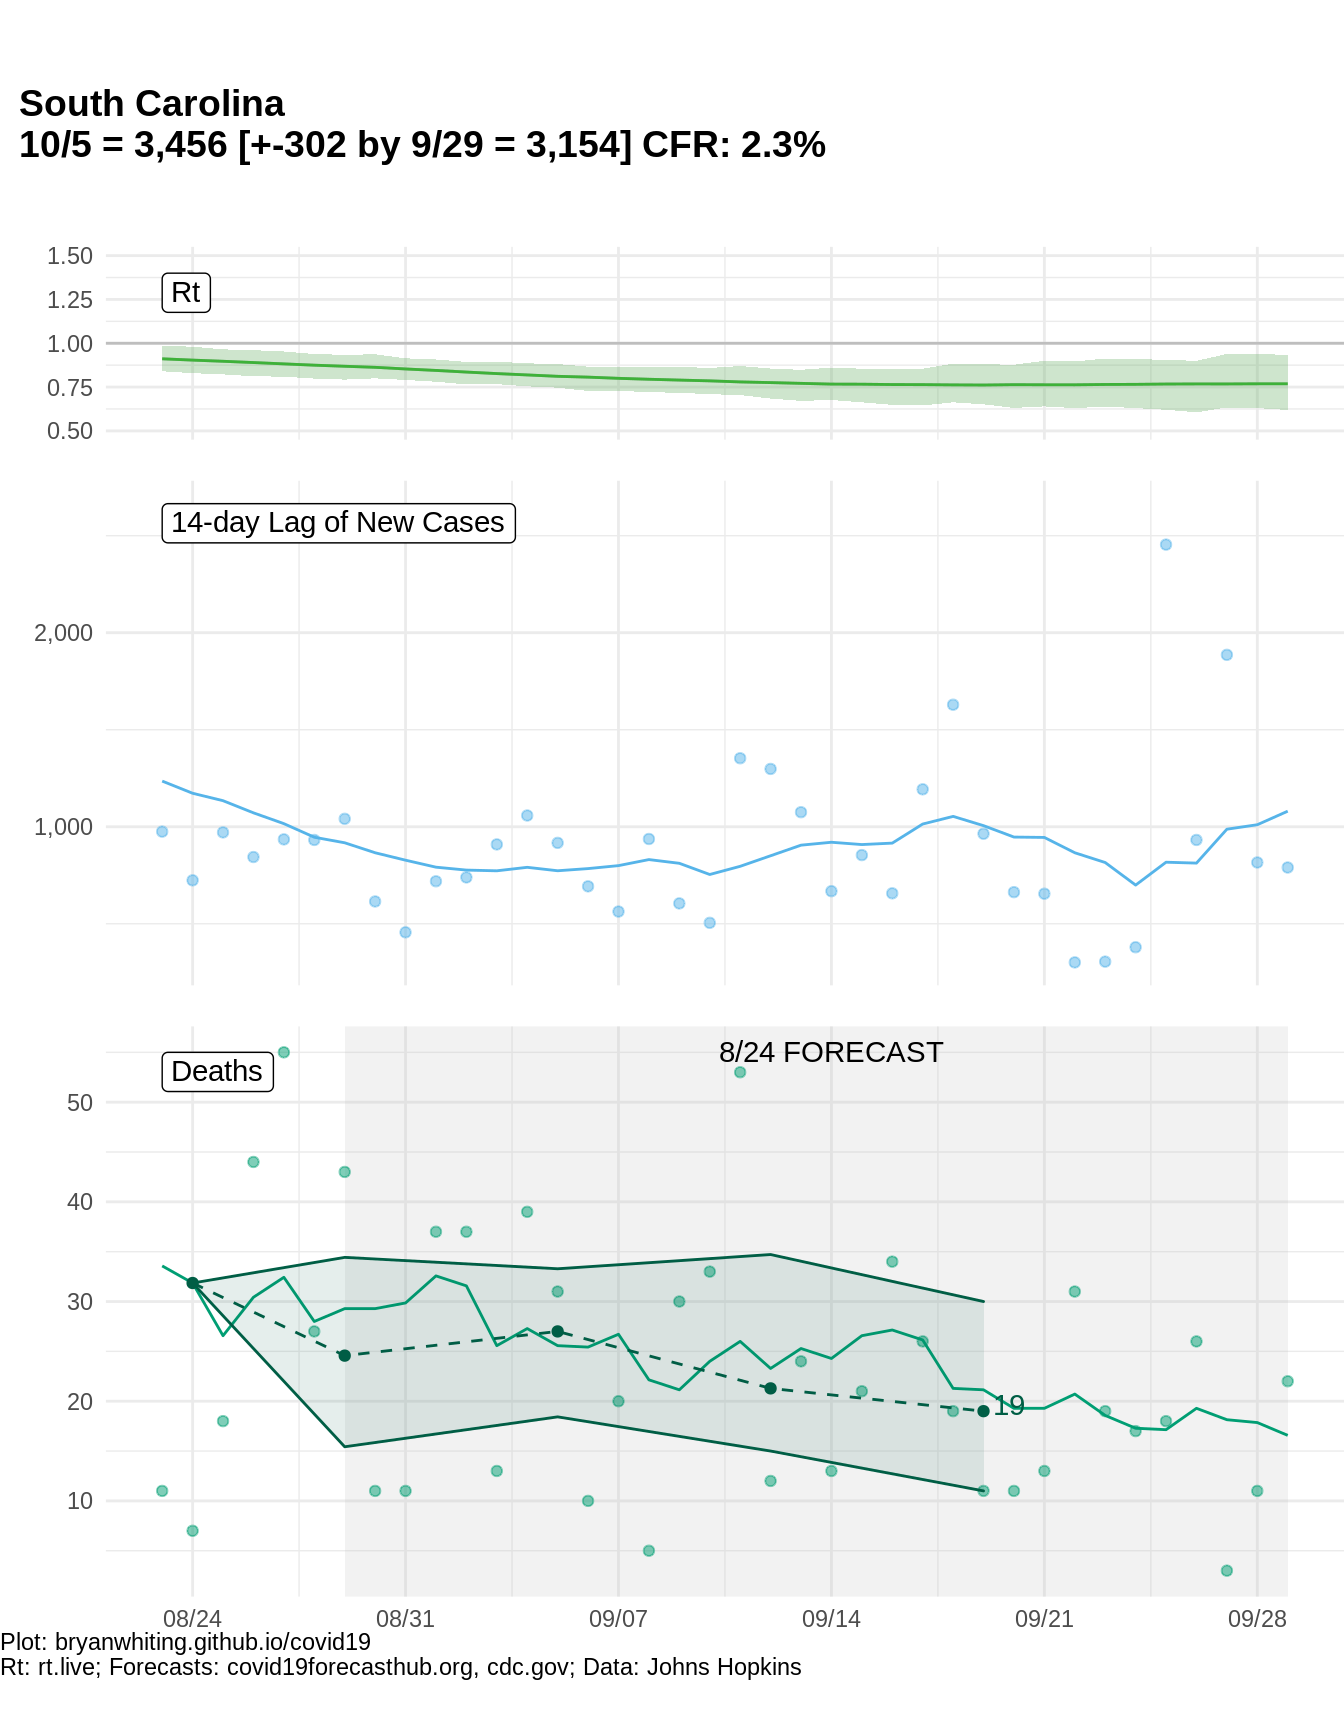 South Carolina
10/5 = 3,456 [+-302 by 9/29 = 3,154] CFR: 2.3%
1.50
Rt
1.25
1.00
0.75
0.50
14-day Lag of New Cases
2,000
1,000
8/24 FORECAST
Deaths
50
40
30
20
19
10
08/24 08/31 09/07 09/14 09/21 09/28
Plot: bryanwhiting.github.io/covid19
Rt: rt.live; Forecasts: covid19forecasthub.org, cdc.gov; Data: Johns Hopkins